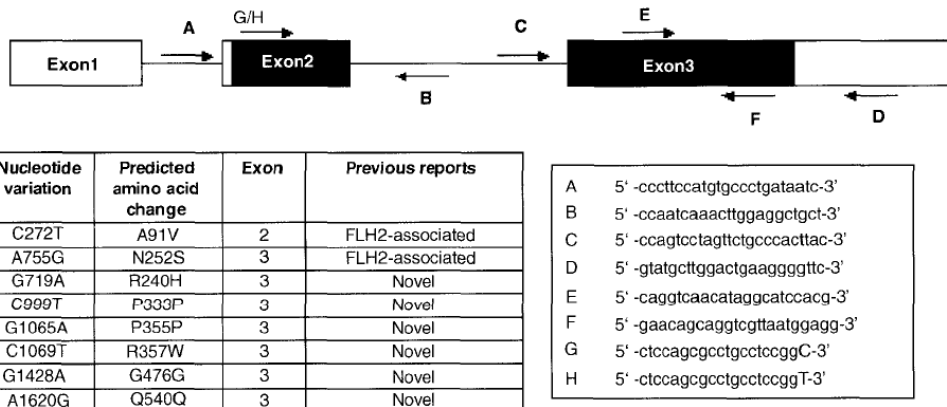 A
G/H
C
E
Exon1
Exon2
Exon3
B
F
D
Nucleotide variation Predicted amino acid change Exon Previous reports
C272T A91V 2 FLH2-associated
A755G N252S 3 FLH2-associated
G719A R240H 3 Novel
C999T P333P 3 Novel
G1065A P355P 3 Novel
C1069T R357W 3 Novel
G1428A G476G 3 Novel
A1620G Q540Q 3 Novel
A 5' -cccttccatgtgccctgataatc-3'
B 5' -ccaatcaaacttggaggctgct-3'
C 5' -ccagtcctagttctgcccacttac-3'
D 5' -gtatgcttggactgaaggggttc-3'
E 5' -caggtcaacataggcatccacg-3'
F 5' -gaacagcaggtcgttaatggagg-3'
G 5' -ctccagcgcctgcctccggC-3'
H 5' -ctccagcgcctgcctccggT-3'